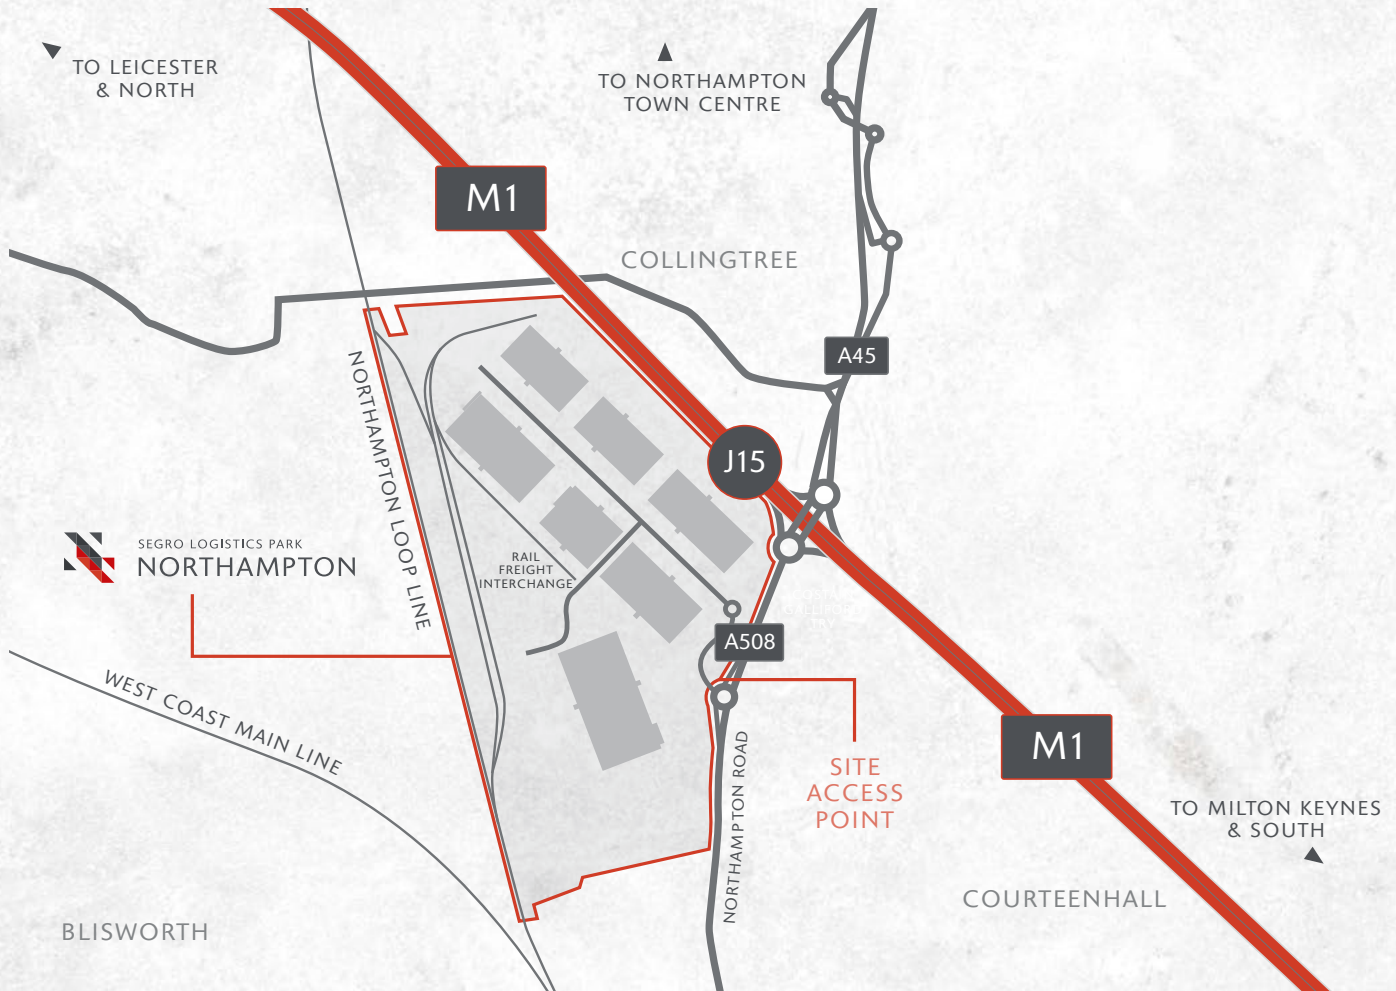 TO LEICESTER
& NORTH
TO NORTHAMPTON
TOWN CENTRE
M1
COLLINGTREE
A45
NORTHAMPTON LOOP LINE
J15
SEGRO LOGISTICS PARK
NORTHAMPTON
RAIL
FREIGHT
INTERCHANGE
A508
WEST COAST MAIN LINE
NORTHAMPTON ROAD
SITE
ACCESS
POINT
M1
TO MILTON KEYNES
& SOUTH
COURTEENHALL
BLISWORTH